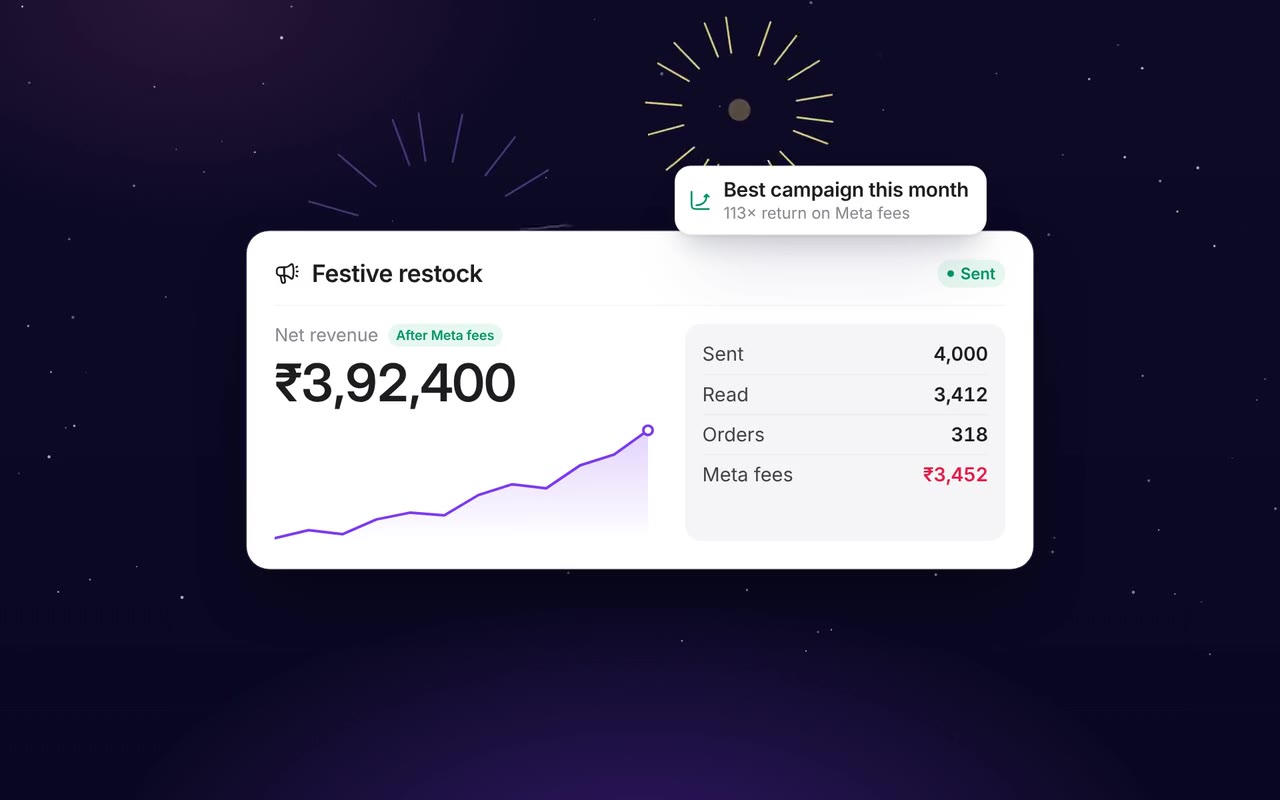 Best campaign this month
113× return on Meta fees
Festive restock
Sent
Net revenue After Meta fees
₹3,92,400
Sent 4,000
Read 3,412
Orders 318
Meta fees ₹3,452